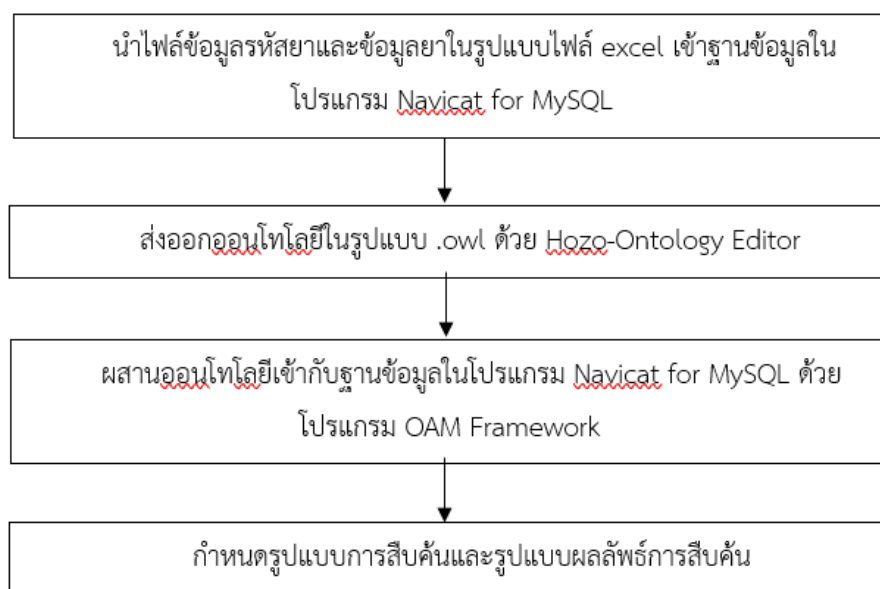 นำไฟล์ข้อมูลรหัสยาและข้อมูลยาในรูปแบบไฟล์ excel เข้าฐานข้อมูลใน
โปรแกรม Navicat for MySQL
ส่งออกออนโทโลยีในรูปแบบ .owl ด้วย Hozo-Ontology Editor
ผสานออนโทโลยีเข้ากับฐานข้อมูลในโปรแกรม Navicat for MySQL ด้วย
โปรแกรม OAM Framework
กำหนดรูปแบบการสืบค้นและรูปแบบผลลัพธ์การสืบค้น